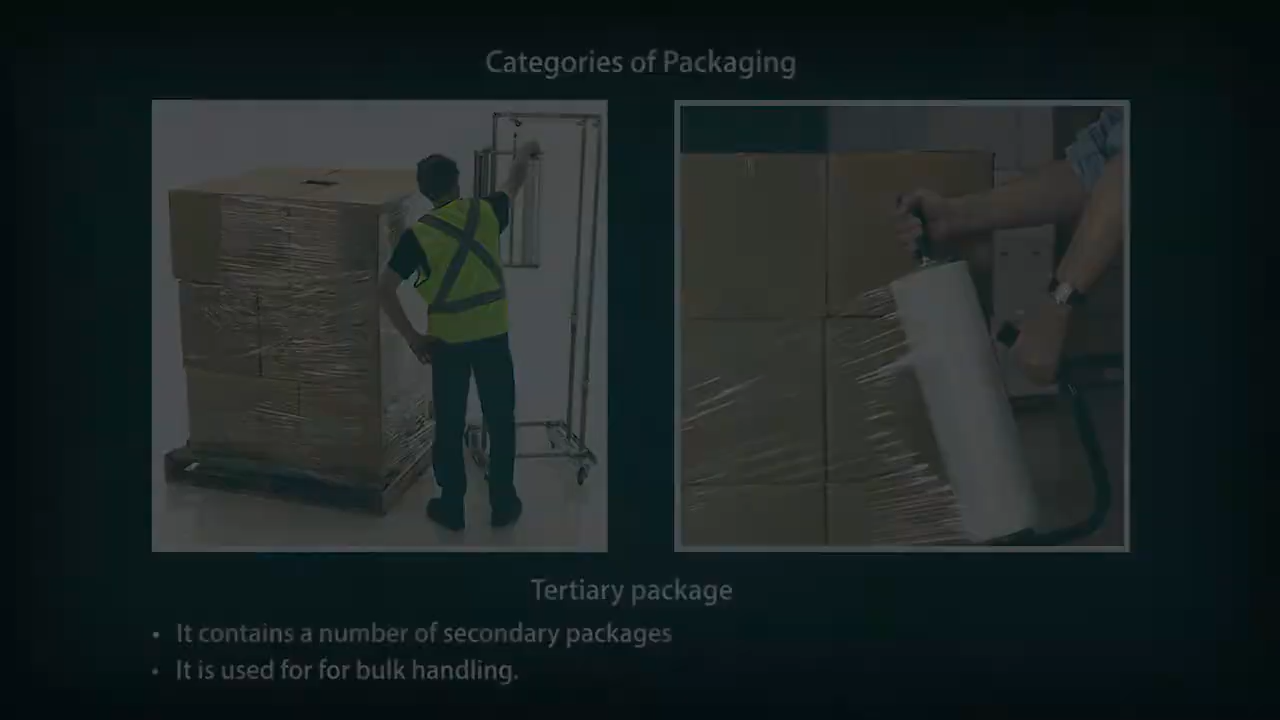 Categories of Packaging
Tertiary package
• It contains a number of secondary packages
• It is used for for bulk handling.